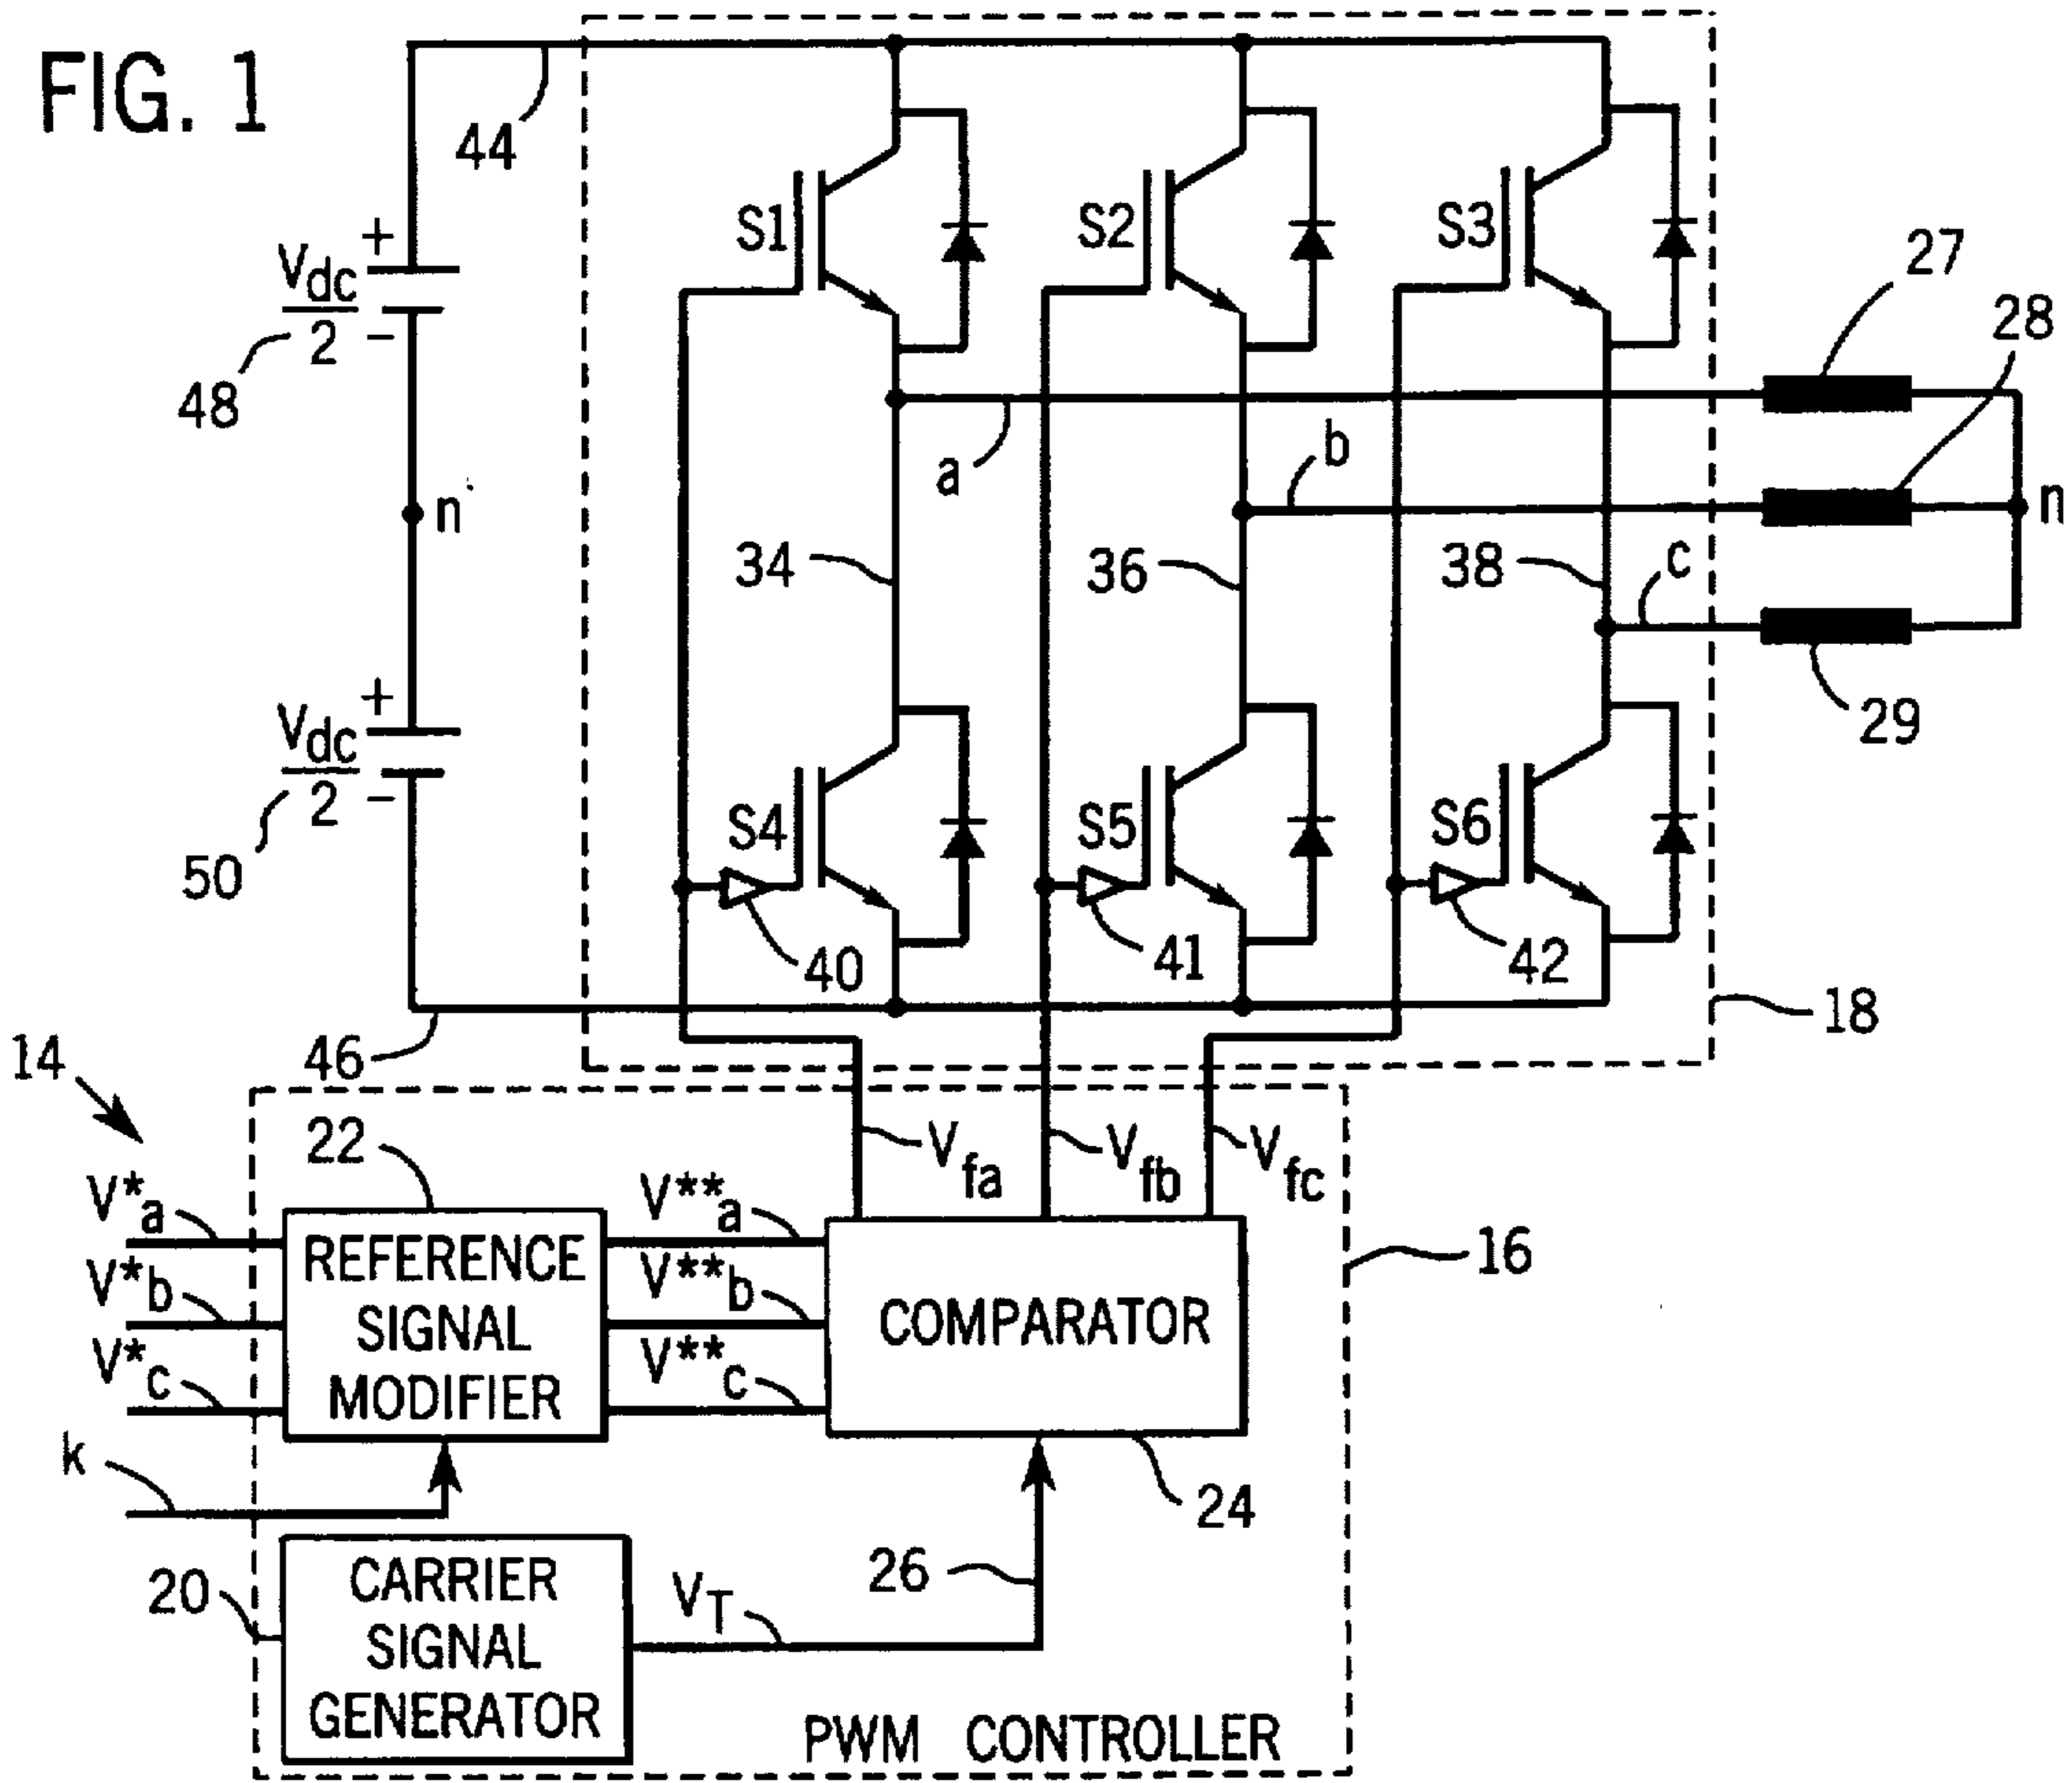 FIG. 1
44
S1
S2
S3
27
28
+
Vdc
2
-
48
a
b
n'
n
34
36
38
c
29
+
Vdc
2
-
50
S4
S5
S6
40
41
42
18
46
14
22
Vfa
Vfb
Vfc
V*a
V**a
V*b
V**b
V*c
V**c
REFERENCE
SIGNAL
MODIFIER
COMPARATOR
16
k
24
26
20
CARRIER
SIGNAL
GENERATOR
VT
PWM CONTROLLER